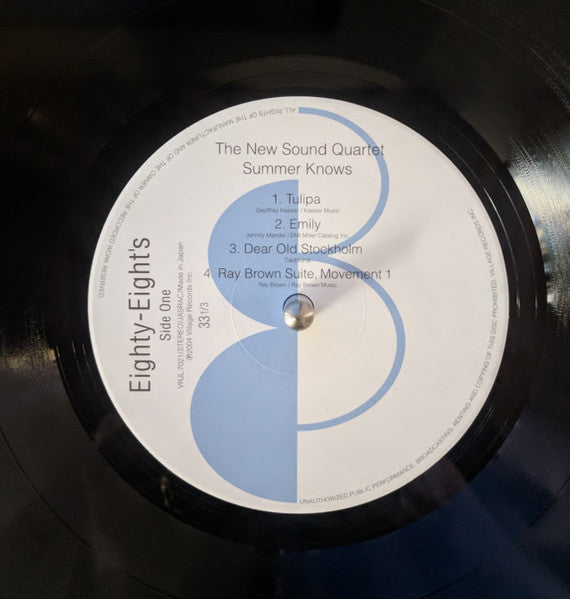 The New Sound Quartet
Summer Knows
1. Tulipa
Geoffrey Keezer / Keezer Music
2. Emily
Johnny Mandel / EMI Miller Catalog Inc.
3. Dear Old Stockholm
Traditional
4. Ray Brown Suite, Movement 1
Ray Brown / Ray Brown Music
Eighty-Eight's
Side One
VRJL 7021/STEREO/JASRAC/Made in Japan
℗2004 Village Records Inc.
33 1/3
ALL RIGHTS OF THE MANUFACTURER AND OF THE OWNER OF THE RECORDED WORK RESERVED.
UNAUTHORIZED PUBLIC PERFORMANCE. BROADCASTING. RENTING AND COPYING OF THIS DISC PROHIBITED. VILLAGE RECORDS INC.